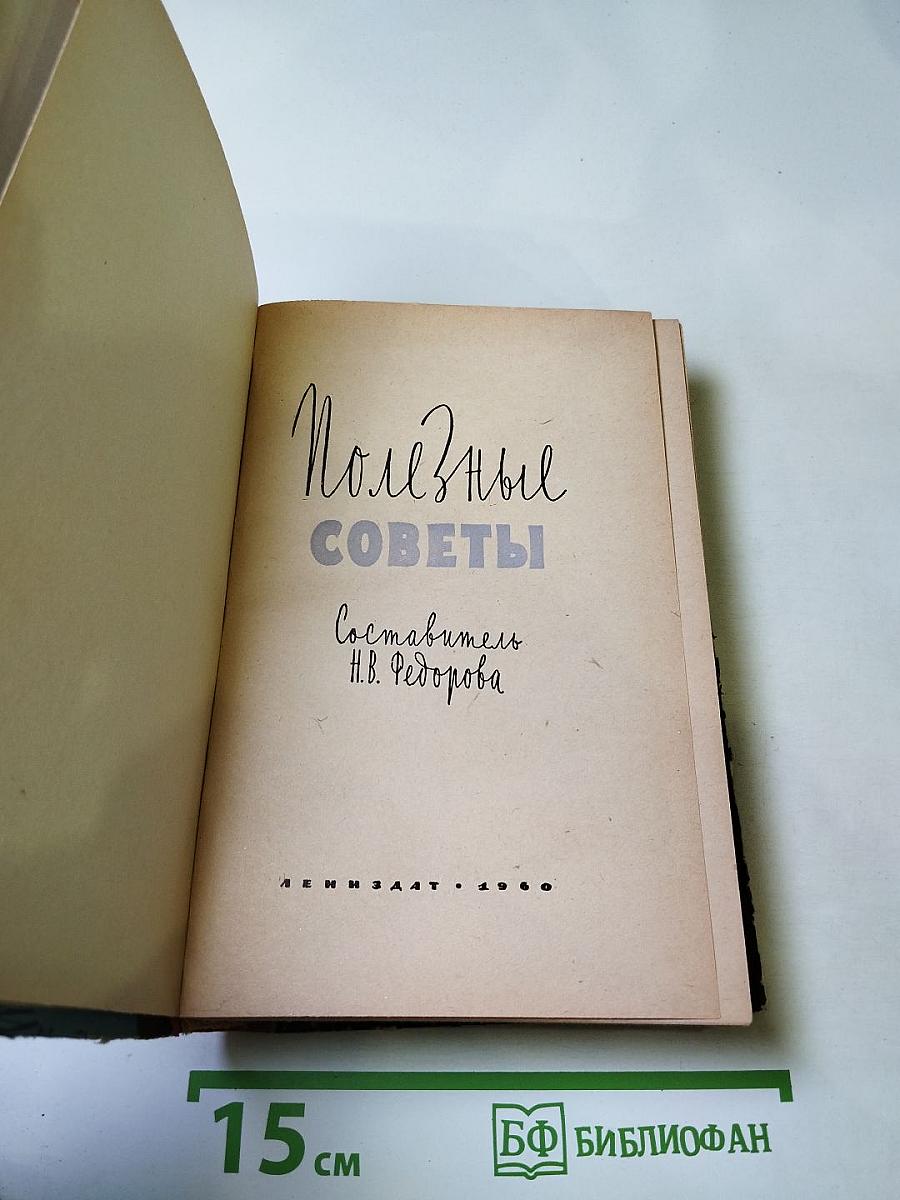 Полезные
СОВЕТЫ
Составитель
Н.В. Федорова
ЛЕНИЗДАТ • 1960
15 см
БФ БИБЛИОФАН